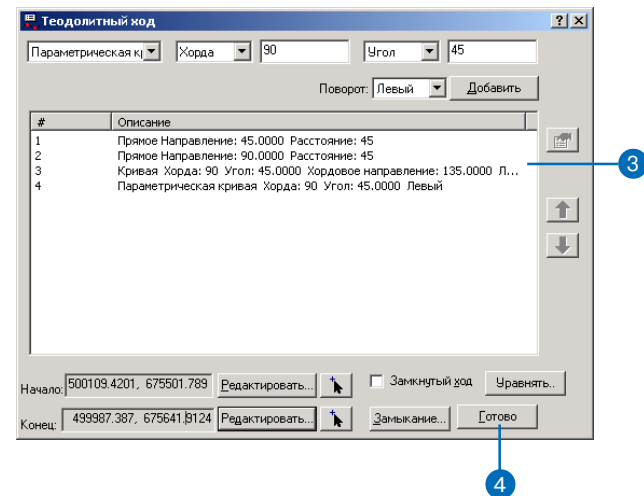 Теодолитный ход
Параметрическая к Хорда 90 Угол 45
Поворот: Левый Добавить
# Описание
1 Прямое Направление: 45.0000 Расстояние: 45
2 Прямое Направление: 90.0000 Расстояние: 45
3 Кривая Хорда: 90 Угол: 45.0000 Хордовое направление: 135.0000 Л...
4 Параметрическая кривая Хорда: 90 Угол: 45.0000 Левый
3
Начало: 500109.4201, 675501.789 Редактировать... Замкнутый ход Уравнять..
Конец: 499987.387, 675641.9124 Редактировать... Замыкание... Готово
4